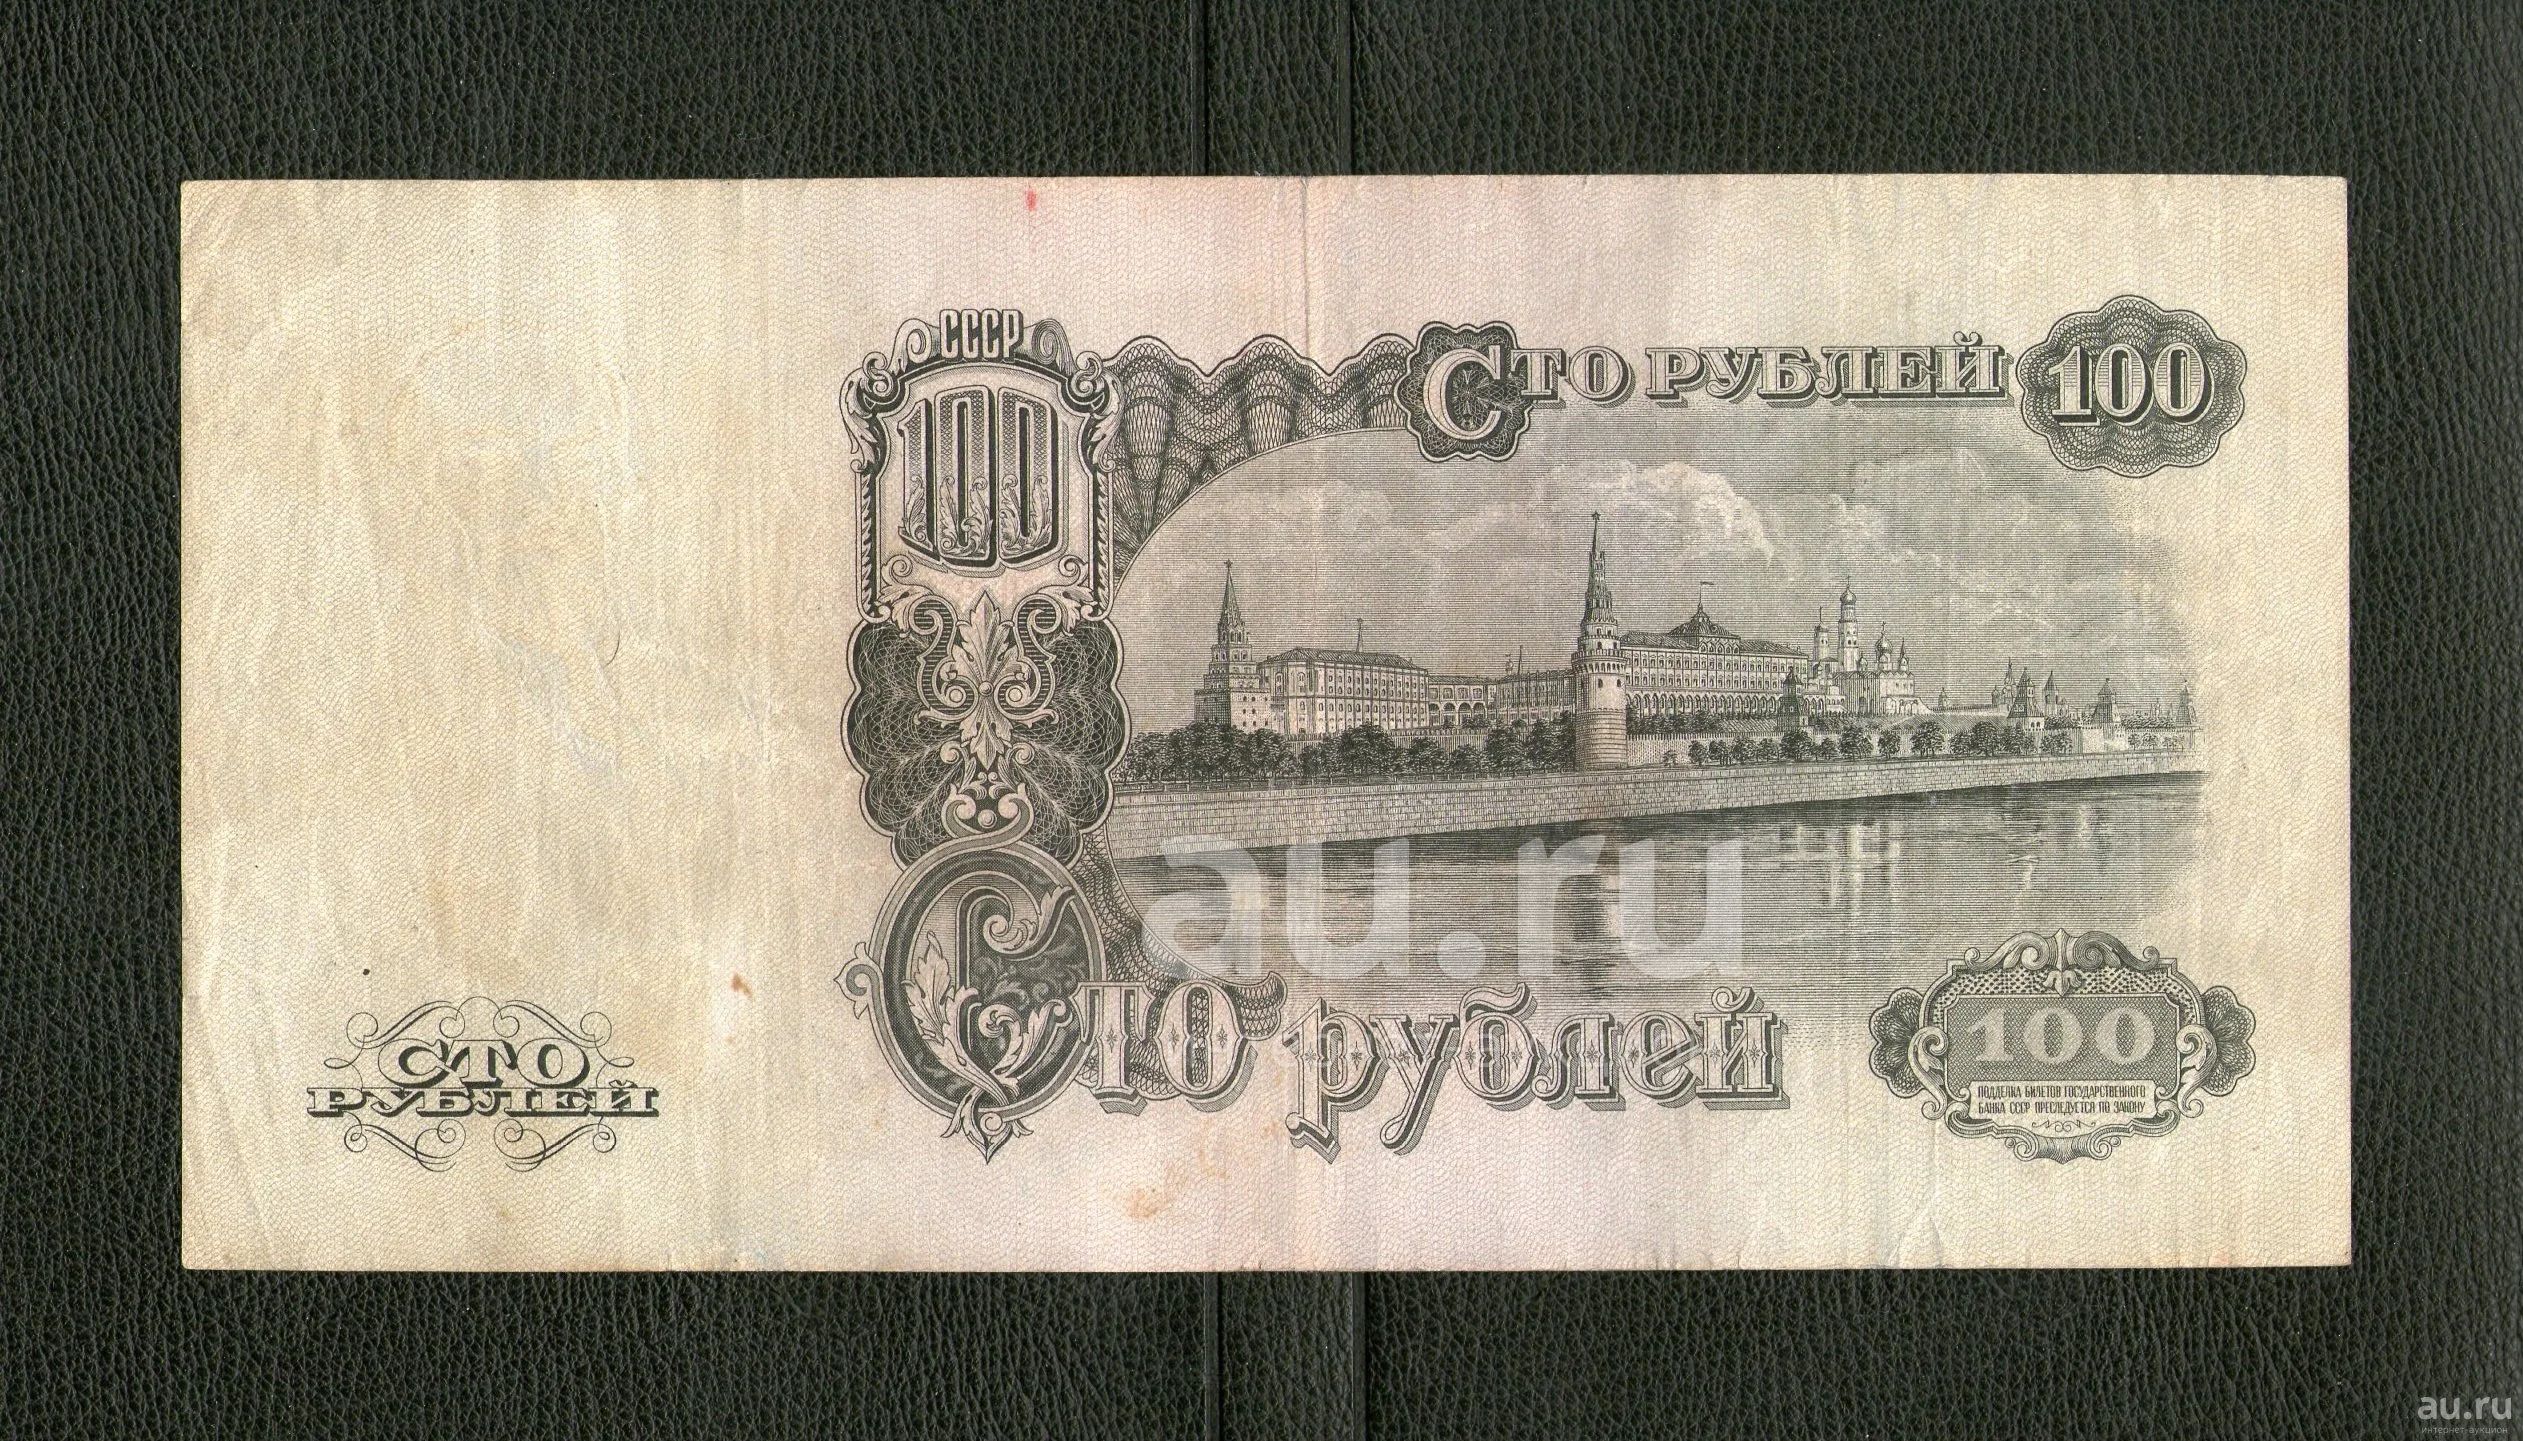 СССР
100
СТО РУБЛЕЙ
100
au.ru
Сто рублей
СТО
РУБЛЕЙ
100
ПОДДЕЛКА БИЛЕТОВ ГОСУДАРСТВЕННОГО
БАНКА СССР ПРЕСЛЕДУЕТСЯ ПО ЗАКОНУ
au.ru
интернет-аукцион